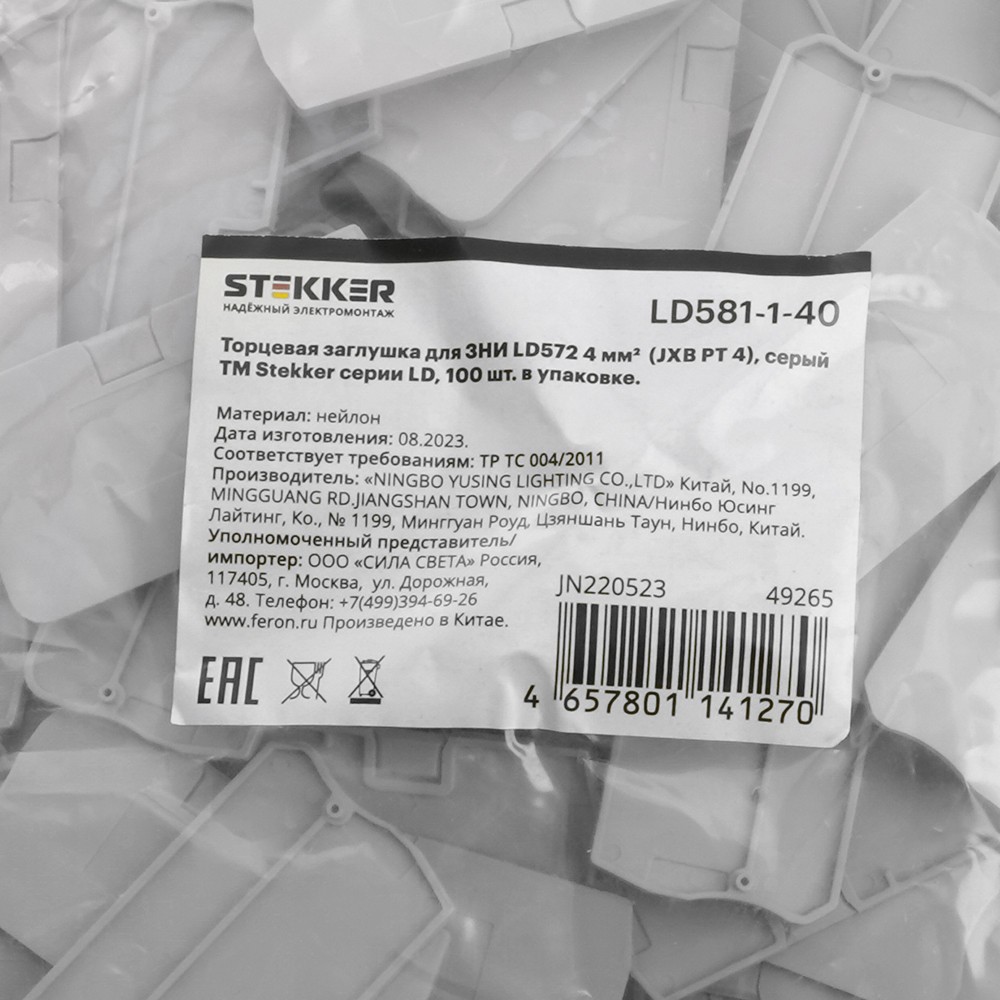 STEKKER
НАДЁЖНЫЙ ЭЛЕКТРОМОНТАЖ
LD581-1-40
Торцевая заглушка для ЗНИ LD572 4 мм² (JXB PT 4), серый
TM Stekker серии LD, 100 шт. в упаковке.
Материал: нейлон
Дата изготовления: 08.2023.
Соответствует требованиям: ТР ТС 004/2011
Производитель: «NINGBO YUSING LIGHTING CO.,LTD» Китай, No.1199,
MINGGUANG RD.JIANGSHAN TOWN, NINGBO, CHINA/Нинбо Юсинг
Лайтинг, Ко., № 1199, Минггуан Роуд, Цзяншань Таун, Нинбо, Китай.
Уполномоченный представитель/
импортер: ООО «СИЛА СВЕТА» Россия,
117405, г. Москва, ул. Дорожная,
д. 48. Телефон: +7(499)394-69-26
www.feron.ru Произведено в Китае.
JN220523 49265
EAC
4 657801 141270